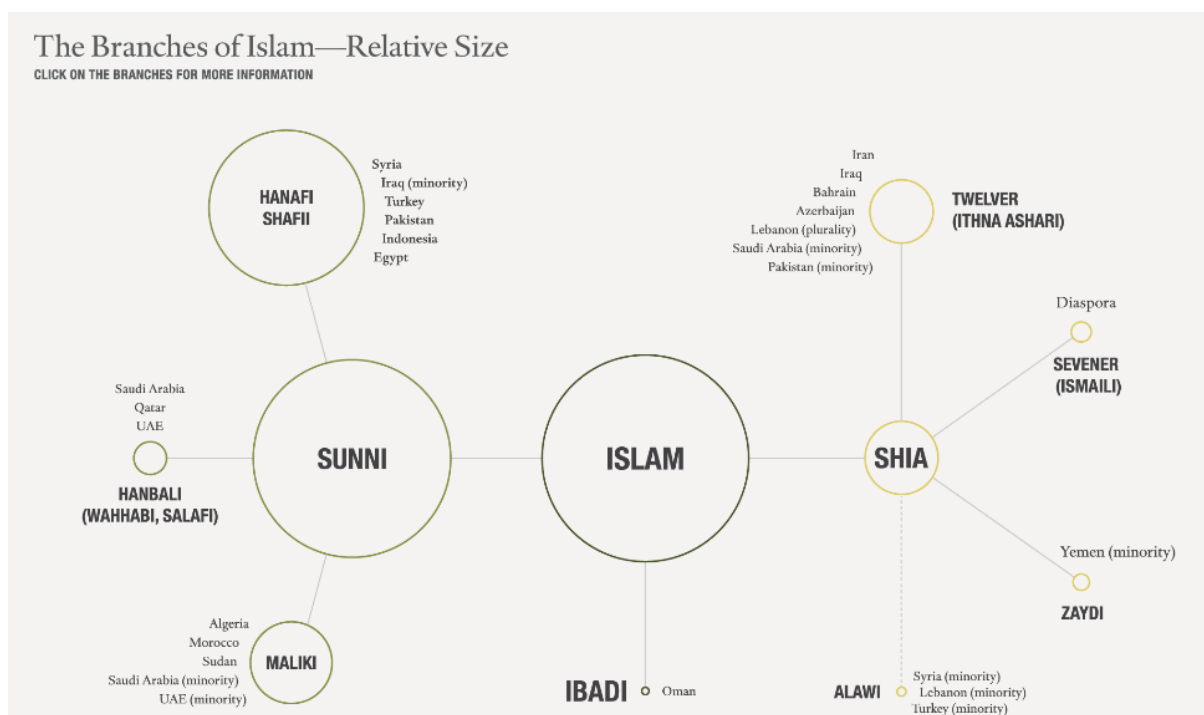 The Branches of Islam—Relative Size
CLICK ON THE BRANCHES FOR MORE INFORMATION
HANAFI
SHAFII
Syria
Iraq (minority)
Turkey
Pakistan
Indonesia
Egypt
Iran
Iraq
Bahrain
Azerbaijan
Lebanon (plurality)
Saudi Arabia (minority)
Pakistan (minority)
TWELVER
(ITHNA ASHARI)
Diaspora
SEVENER
(ISMAILI)
Saudi Arabia
Qatar
UAE
HANBALI
(WAHHABI, SALAFI)
SUNNI
ISLAM
SHIA
Yemen (minority)
ZAYDI
Algeria
Morocco
Sudan
Saudi Arabia (minority)
UAE (minority)
MALIKI
IBADI
Oman
ALAWI
Syria (minority)
Lebanon (minority)
Turkey (minority)